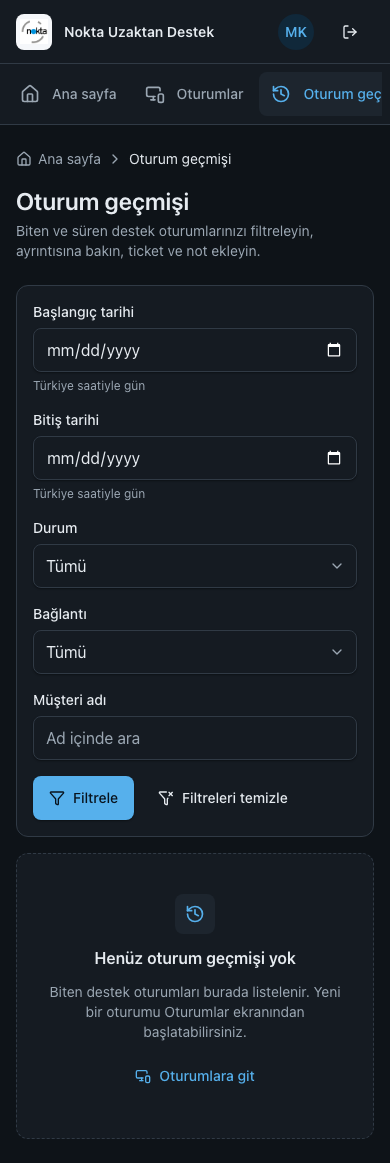 nokta
Nokta Uzaktan Destek
MK
Ana sayfa
Oturumlar
Oturum geç
Ana sayfa
Oturum geçmişi
Oturum geçmişi
Biten ve süren destek oturumlarınızı filtreleyin,
ayrıntısına bakın, ticket ve not ekleyin.
Başlangıç tarihi
mm/dd/yyyy
Türkiye saatiyle gün
Bitiş tarihi
mm/dd/yyyy
Türkiye saatiyle gün
Durum
Tümü
Bağlantı
Tümü
Müşteri adı
Ad içinde ara
Filtrele
Filtreleri temizle
Henüz oturum geçmişi yok
Biten destek oturumları burada listelenir. Yeni
bir oturumu Oturumlar ekranından
başlatabilirsiniz.
Oturumlara git